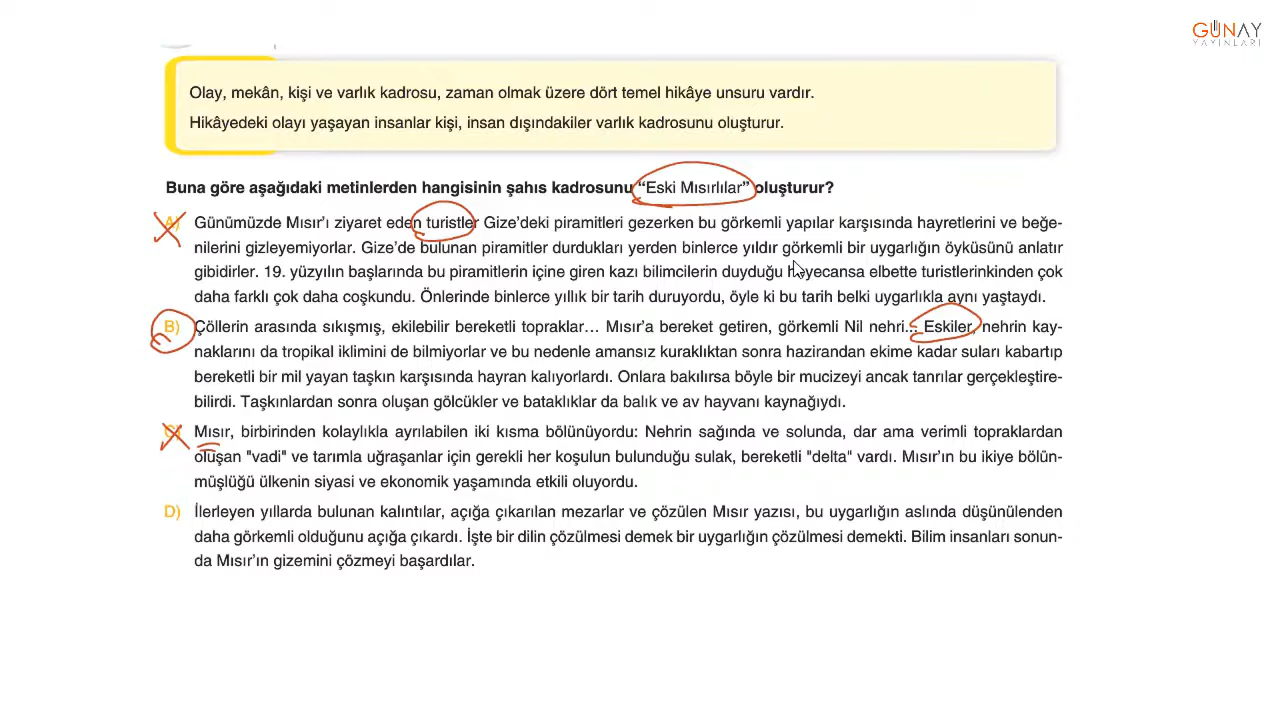 GÜNAY
YAYINLARI
Olay, mekân, kişi ve varlık kadrosu, zaman olmak üzere dört temel hikâye unsuru vardır.
Hikâyedeki olayı yaşayan insanlar kişi, insan dışındakiler varlık kadrosunu oluşturur.
Buna göre aşağıdaki metinlerden hangisinin şahıs kadrosunu “Eski Mısırlılar” oluşturur?
A) Günümüzde Mısır’ı ziyaret eden turistler Gize’deki piramitleri gezerken bu görkemli yapılar karşısında hayretlerini ve beğe-
nilerini gizleyemiyorlar. Gize’de bulunan piramitler durdukları yerden binlerce yıldır görkemli bir uygarlığın öyküsünü anlatır
gibidirler. 19. yüzyılın başlarında bu piramitlerin içine giren kazı bilimcilerin duyduğu heyecansa elbette turistlerinkinden çok
daha farklı çok daha coşkundu. Önlerinde binlerce yıllık bir tarih duruyordu, öyle ki bu tarih belki uygarlıkla aynı yaştaydı.
B) Çöllerin arasında sıkışmış, ekilebilir bereketli topraklar… Mısır’a bereket getiren, görkemli Nil nehri... Eskiler, nehrin kay-
naklarını da tropikal iklimini de bilmiyorlar ve bu nedenle amansız kuraklıktan sonra hazirandan ekime kadar suları kabartıp
bereketli bir mil yayan taşkın karşısında hayran kalıyorlardı. Onlara bakılırsa böyle bir mucizeyi ancak tanrılar gerçekleştire-
bilirdi. Taşkınlardan sonra oluşan gölcükler ve bataklıklar da balık ve av hayvanı kaynağıydı.
C) Mısır, birbirinden kolaylıkla ayrılabilen iki kısma bölünüyordu: Nehrin sağında ve solunda, dar ama verimli topraklardan
oluşan "vadi" ve tarımla uğraşanlar için gerekli her koşulun bulunduğu sulak, bereketli "delta" vardı. Mısır’ın bu ikiye bölün-
müşlüğü ülkenin siyasi ve ekonomik yaşamında etkili oluyordu.
D) İlerleyen yıllarda bulunan kalıntılar, açığa çıkarılan mezarlar ve çözülen Mısır yazısı, bu uygarlığın aslında düşünülenden
daha görkemli olduğunu açığa çıkardı. İşte bir dilin çözülmesi demek bir uygarlığın çözülmesi demekti. Bilim insanları sonun-
da Mısır’ın gizemini çözmeyi başardılar.